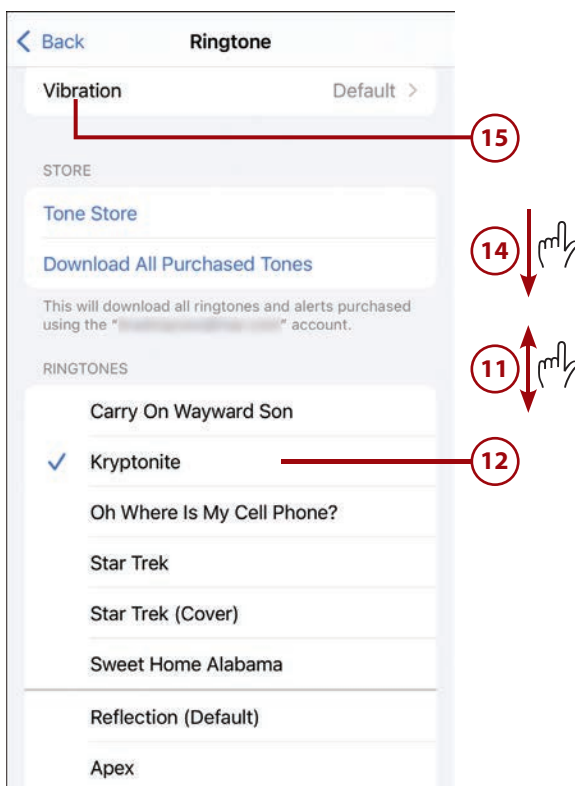 Back Ringtone
Vibration Default
15
STORE
Tone Store
14
Download All Purchased Tones
This will download all ringtones and alerts purchased
using the " " account.
11
RINGTONES
Carry On Wayward Son
Kryptonite
12
Oh Where Is My Cell Phone?
Star Trek
Star Trek (Cover)
Sweet Home Alabama
Reflection (Default)
Apex